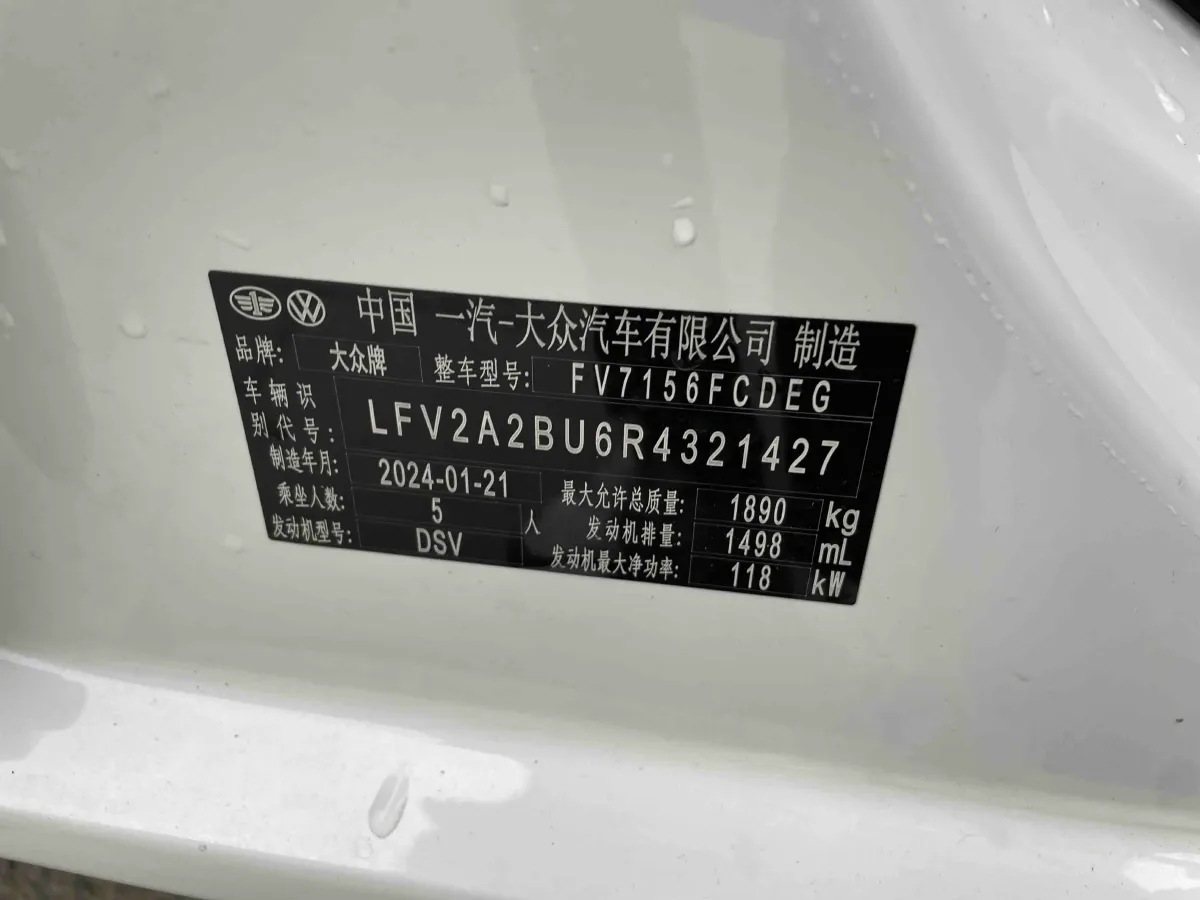 中国 一汽-大众汽车有限公司 制造
品牌: 大众牌 整车型号: FV7156FCDEG
车辆识别代号: LFV2A2BU6R4321427
制造年月: 2024-01-21
乘坐人数: 5 人 最大允许总质量: 1890 kg
发动机型号: DSV 发动机排量: 1498 mL
发动机最大净功率: 118 kW